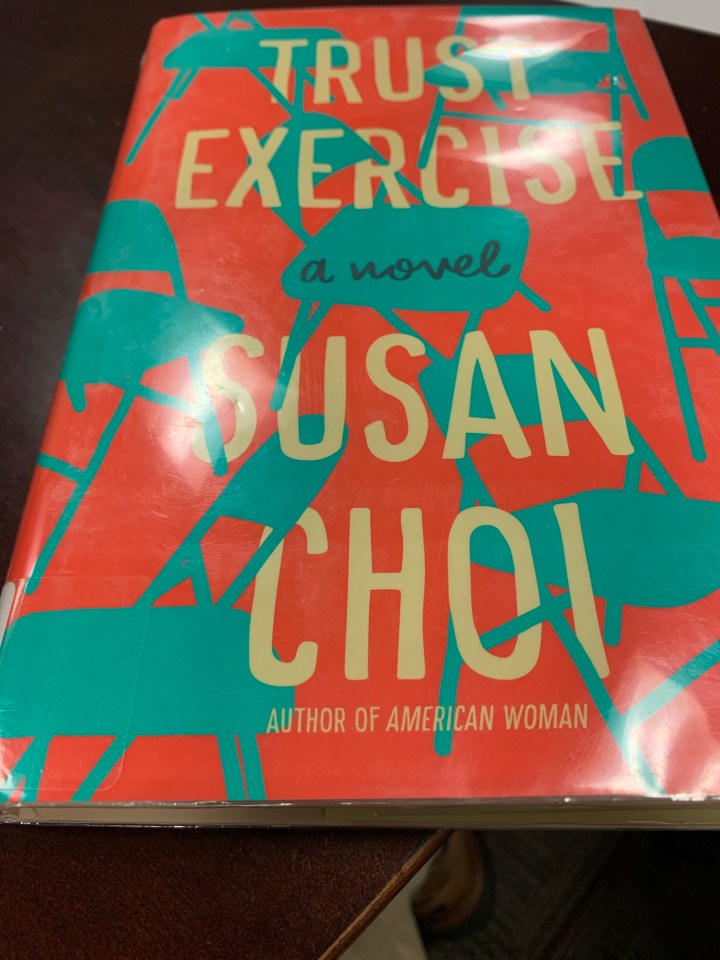 TRUST
EXERCISE
a novel
SUSAN
CHOI
AUTHOR OF AMERICAN WOMAN